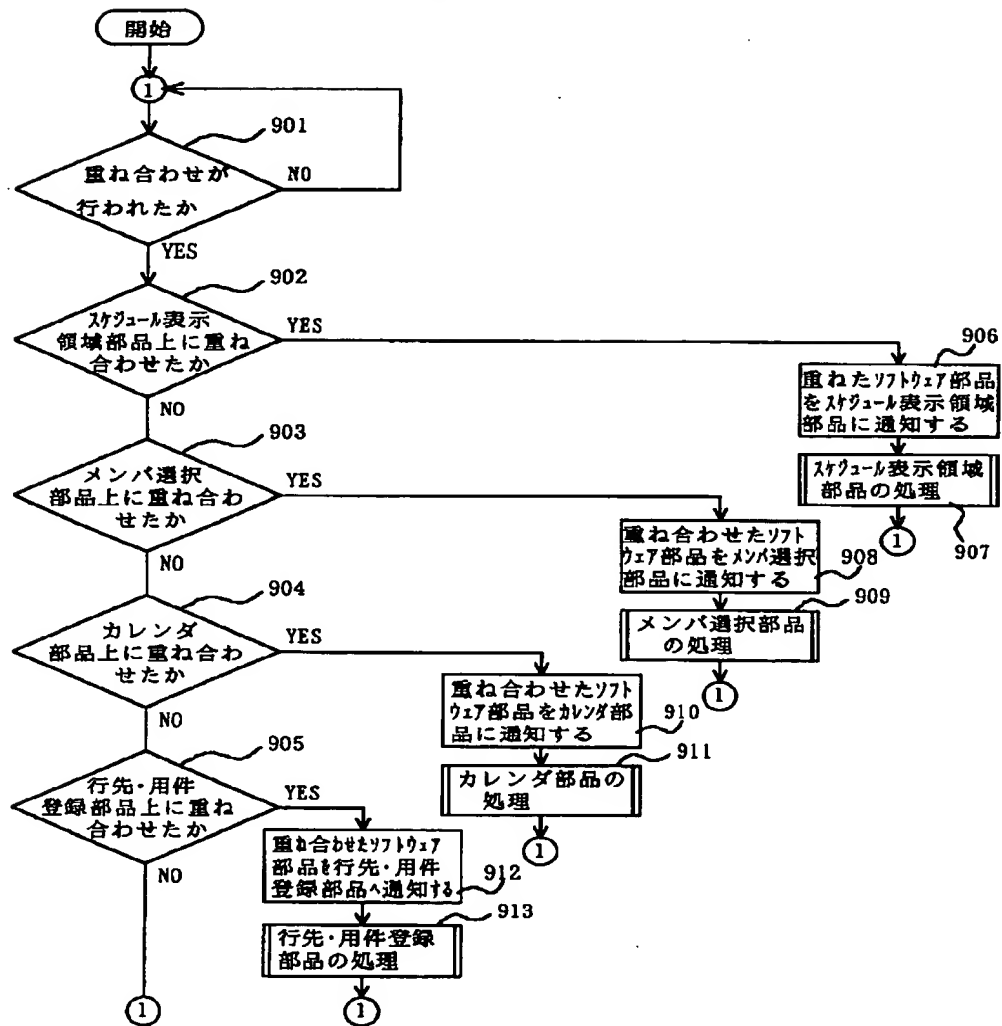 開始
1
901
重ね合わせが
行われたか
NO
YES
902
スケジュール表示
領域部品上に重ね
合わせたか
YES
NO
906
重ねたソフトウェア部品
をスケジュール表示領域
部品に通知する
スケジュール表示領域
部品の処理
907
1
903
メンバ選択
部品上に重ね合わ
せたか
YES
NO
重ね合わせたソフト
ウェア部品をメンバ選択
部品に通知する
908
909
メンバ選択部品
の処理
1
904
カレンダ
部品上に重ね合わ
せたか
YES
NO
重ね合わせたソフト
ウェア部品をカレンダ部
品に通知する
910
911
カレンダ部品の
処理
1
905
行先・用件
登録部品上に重ね
合わせたか
YES
NO
重ね合わせたソフトウェア
部品を行先・用件
登録部品へ通知する
912
913
行先・用件登録
部品の処理
1
1